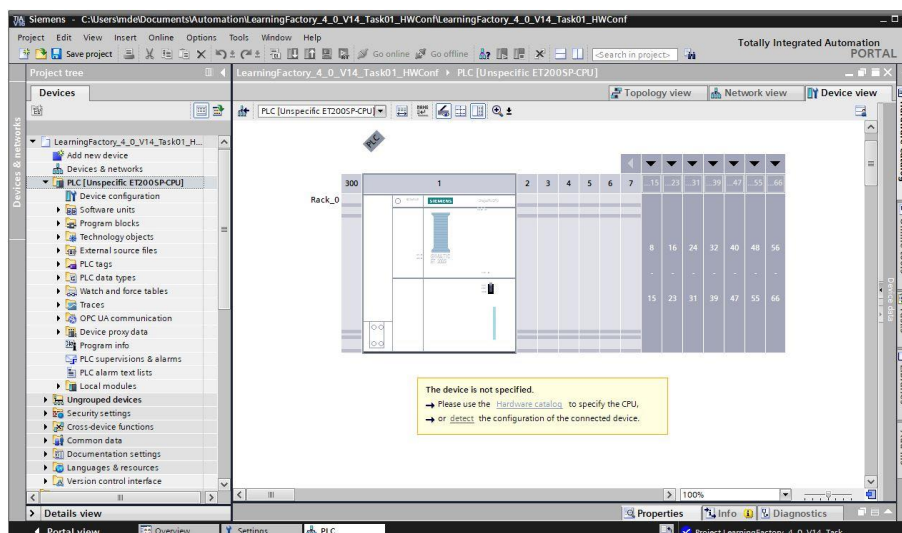 Siemens - C:\Users\mde\Documents\Automation\LearningFactory_4_0_V14_Task01_HWConf\LearningFactory_4_0_V14_Task01_HWConf
Project Edit View Insert Online Options Tools Window Help
Totally Integrated Automation
PORTAL
Save project Go online Go offline <Search in project>
Project tree
LearningFactory_4_0_V14_Task01_HWConf PLC [Unspecific ET200SP-CPU]
Devices
Topology view Network view Device view
PLC [Unspecific ET200SP-CPU]
LearningFactory_4_0_V14_Task01_H...
Add new device
Devices & networks
PLC [Unspecific ET200SP-CPU]
Device configuration
Software units
Program blocks
Technology objects
External source files
PLC tags
PLC data types
Watch and force tables
Traces
OPC UA communication
Device proxy data
Program info
PLC supervisions & alarms
PLC alarm text lists
Local modules
Ungrouped devices
Security settings
Cross-device functions
Common data
Documentation settings
Languages & resources
Version control interface
Details view
Devices & networks
PLC
300 1 2 3 4 5 6 7 ...15 ...23 ...31 ...39 ...47 ...55 ...66
Rack_0
SIEMENS
8 16 24 32 40 48 56
- - - - - - -
15 23 31 39 47 55 66
The device is not specified.
Please use the Hardware catalog to specify the CPU,
or detect the configuration of the connected device.
100%
Device data
Properties Info Diagnostics
Portal view Overview Settings PLC Project LearningFactory_4_0_V14_Task...